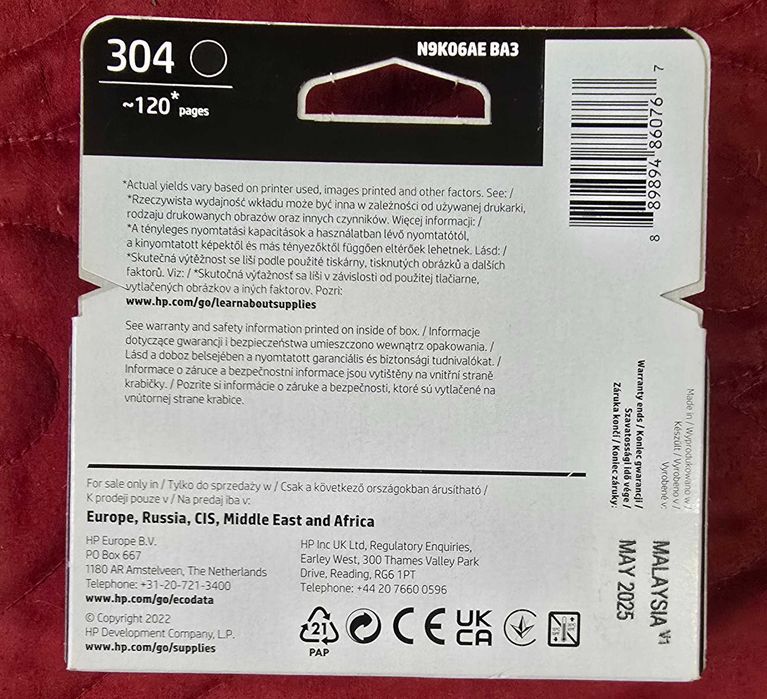 304
~120* pages
N9K06AE BA3
8 89894 86076 7
*Actual yields vary based on printer used, images printed and other factors. See: /
*Rzeczywista wydajność wkładu może być inna w zależności od używanej drukarki,
rodzaju drukowanych obrazów oraz innych czynników. Więcej informacji: /
*A tényleges nyomtatási kapacitások a használatban lévő nyomtatótól,
a kinyomtatott képektől és más tényezőktől függően eltérőek lehetnek. Lásd: /
*Skutečná výtěžnost se liší podle použité tiskárny, tisknutých obrázků a dalších
faktorů. Viz: / *Skutočná výťažnosť sa líši v závislosti od použitej tlačiarne,
vytlačených obrázkov a iných faktorov. Pozri:
www.hp.com/go/learnaboutsupplies
See warranty and safety information printed on inside of box. / Informacje
dotyczące gwarancji i bezpieczeństwa umieszczono wewnątrz opakowania. /
Lásd a doboz belsejében a nyomtatott garanciális és biztonsági tudnivalókat. /
Informace o záruce a bezpečnostní informace jsou vytištěny na vnitřní straně
krabičky. / Pozrite si informácie o záruke a bezpečnosti, ktoré sú vytlačené na
vnútornej strane krabice.
Warranty ends / Koniec gwarancji /
Szavatossági idő vége /
Záruka končí / Koniec záruky:
MAY 2025
Made in / Wyprodukowano w /
Készült / Vyrobeno v /
Vyrobené v:
MALAYSIA V1
For sale only in / Tylko do sprzedaży w / Csak a következő országokban árusítható /
K prodeji pouze v / Na predaj iba v:
Europe, Russia, CIS, Middle East and Africa
HP Europe B.V.
PO Box 667
1180 AR Amstelveen, The Netherlands
Telephone: +31-20-721-3400
www.hp.com/go/ecodata
© Copyright 2022
HP Development Company, L.P.
www.hp.com/go/supplies
HP Inc UK Ltd, Regulatory Enquiries,
Earley West, 300 Thames Valley Park
Drive, Reading, RG6 1PT
Telephone: +44 20 7660 0596
21
PAP
CE
UK
CA